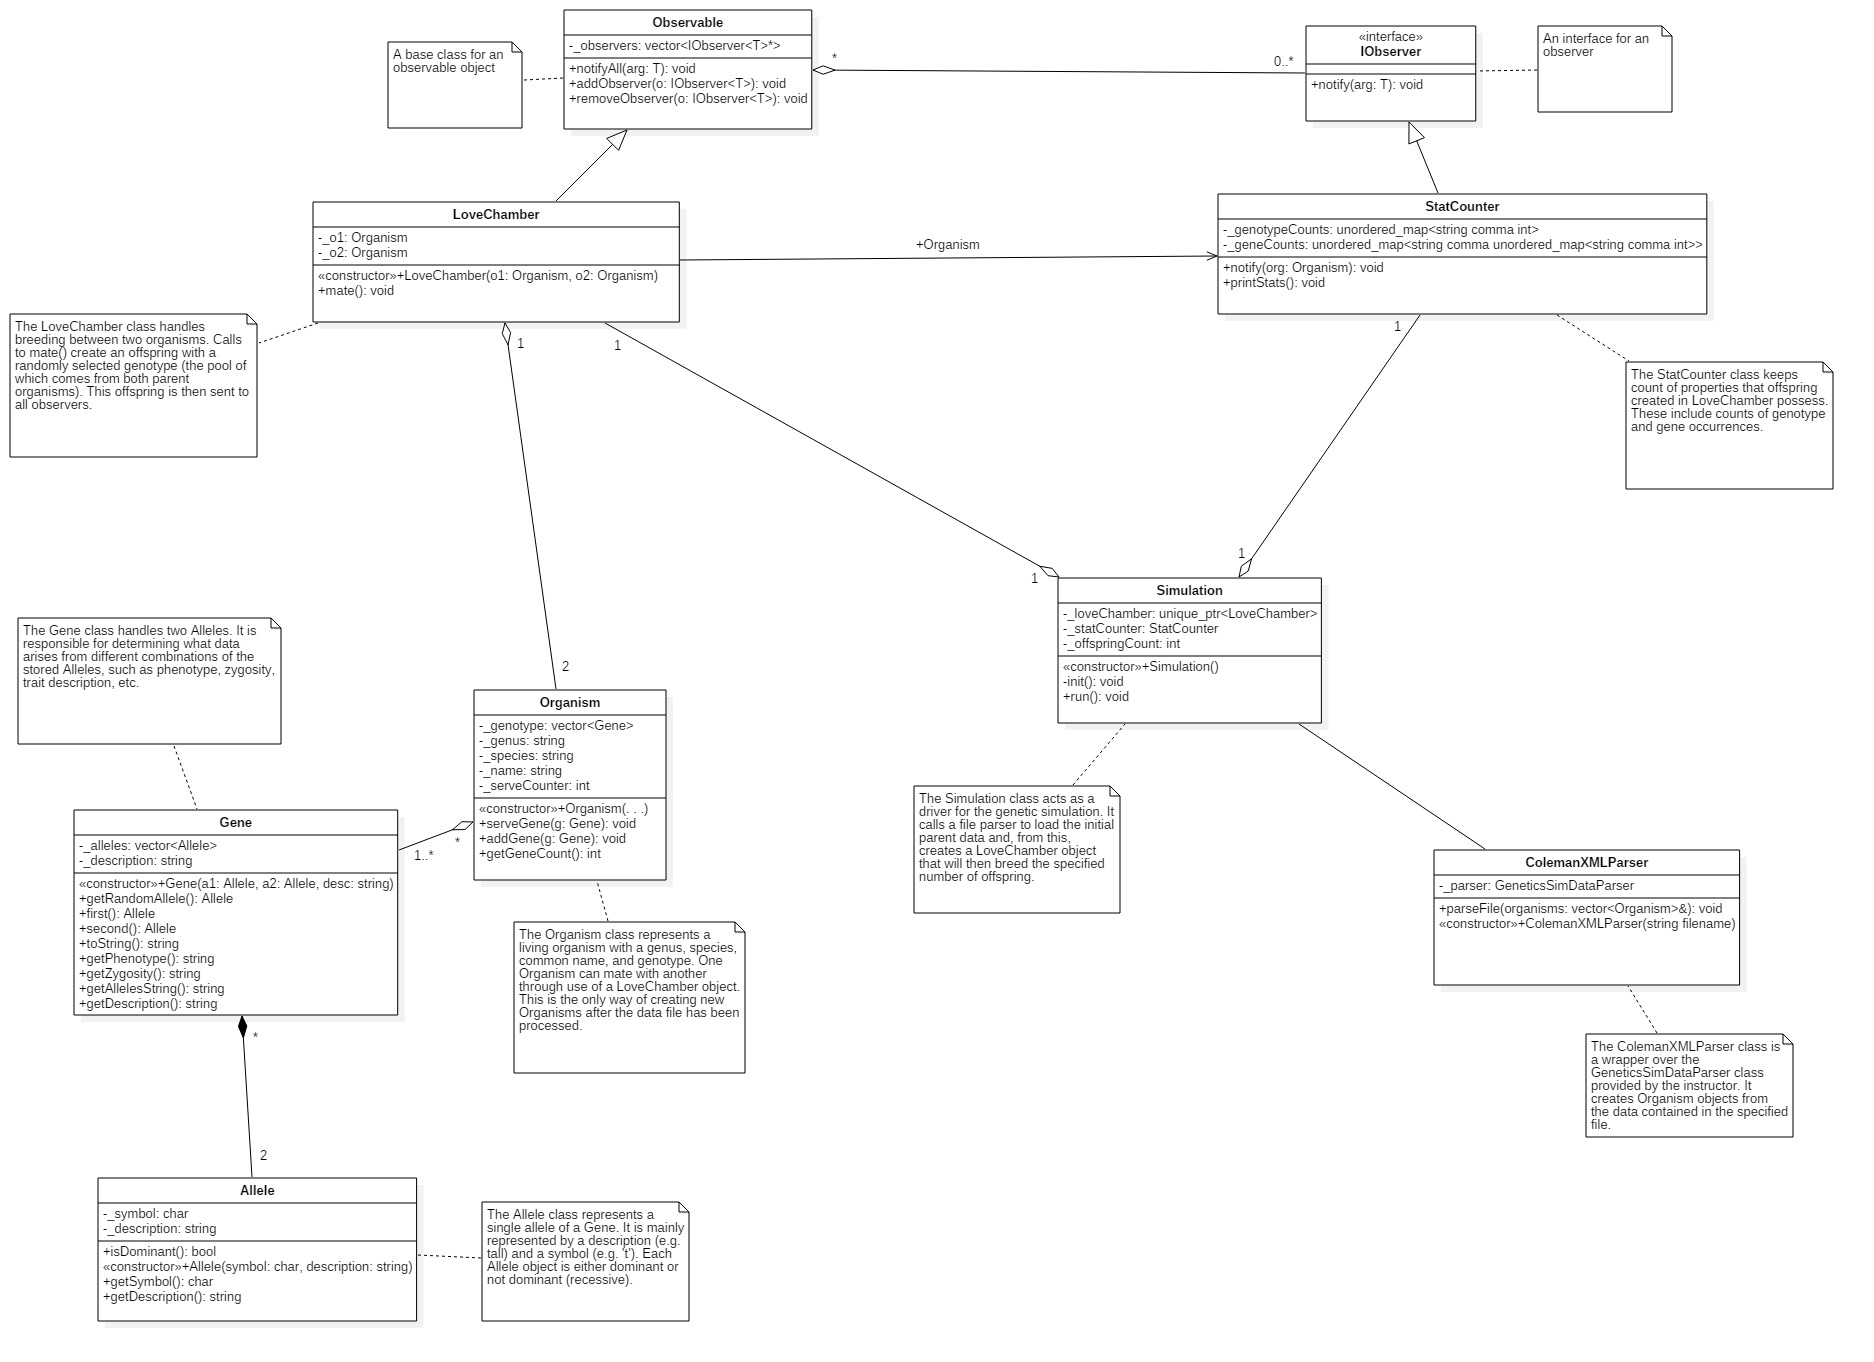 Observable
-_observers: vector<IObserver<T>*>
+notifyAll(arg: T): void
+addObserver(o: IObserver<T>): void
+removeObserver(o: IObserver<T>): void
A base class for an
observable object
*
0..*
«interface»
IObserver
+notify(arg: T): void
An interface for an
observer
LoveChamber
-_o1: Organism
-_o2: Organism
«constructor»+LoveChamber(o1: Organism, o2: Organism)
+mate(): void
+Organism
StatCounter
-_genotypeCounts: unordered_map<string comma int>
-_geneCounts: unordered_map<string comma unordered_map<string comma int>>
+notify(org: Organism): void
+printStats(): void
The LoveChamber class handles
breeding between two organisms. Calls
to mate() create an offspring with a
randomly selected genotype (the pool of
which comes from both parent
organisms). This offspring is then sent to
all observers.
1
1
1
The StatCounter class keeps
count of properties that offspring
created in LoveChamber possess.
These include counts of genotype
and gene occurrences.
1
1
2
Simulation
-_loveChamber: unique_ptr<LoveChamber>
-_statCounter: StatCounter
-_offspringCount: int
«constructor»+Simulation()
-init(): void
+run(): void
The Gene class handles two Alleles. It is
responsible for determining what data
arises from different combinations of the
stored Alleles, such as phenotype, zygosity,
trait description, etc.
Organism
-_genotype: vector<Gene>
-_genus: string
-_species: string
-_name: string
-_serveCounter: int
«constructor»+Organism(. . .)
+serveGene(g: Gene): void
+addGene(g: Gene): void
+getGeneCount(): int
Gene
-_alleles: vector<Allele>
-_description: string
«constructor»+Gene(a1: Allele, a2: Allele, desc: string)
+getRandomAllele(): Allele
+first(): Allele
+second(): Allele
+toString(): string
+getPhenotype(): string
+getZygosity(): string
+getAllelesString(): string
+getDescription(): string
1..*
*
The Simulation class acts as a
driver for the genetic simulation. It
calls a file parser to load the initial
parent data and, from this,
creates a LoveChamber object
that will then breed the specified
number of offspring.
ColemanXMLParser
-_parser: GeneticsSimDataParser
+parseFile(organisms: vector<Organism>&): void
«constructor»+ColemanXMLParser(string filename)
The Organism class represents a
living organism with a genus, species,
common name, and genotype. One
Organism can mate with another
through use of a LoveChamber object.
This is the only way of creating new
Organisms after the data file has been
processed.
*
2
The ColemanXMLParser class is
a wrapper over the
GeneticsSimDataParser class
provided by the instructor. It
creates Organism objects from
the data contained in the specified
file.
Allele
-_symbol: char
-_description: string
+isDominant(): bool
«constructor»+Allele(symbol: char, description: string)
+getSymbol(): char
+getDescription(): string
The Allele class represents a
single allele of a Gene. It is mainly
represented by a description (e.g.
tall) and a symbol (e.g. 't'). Each
Allele object is either dominant or
not dominant (recessive).